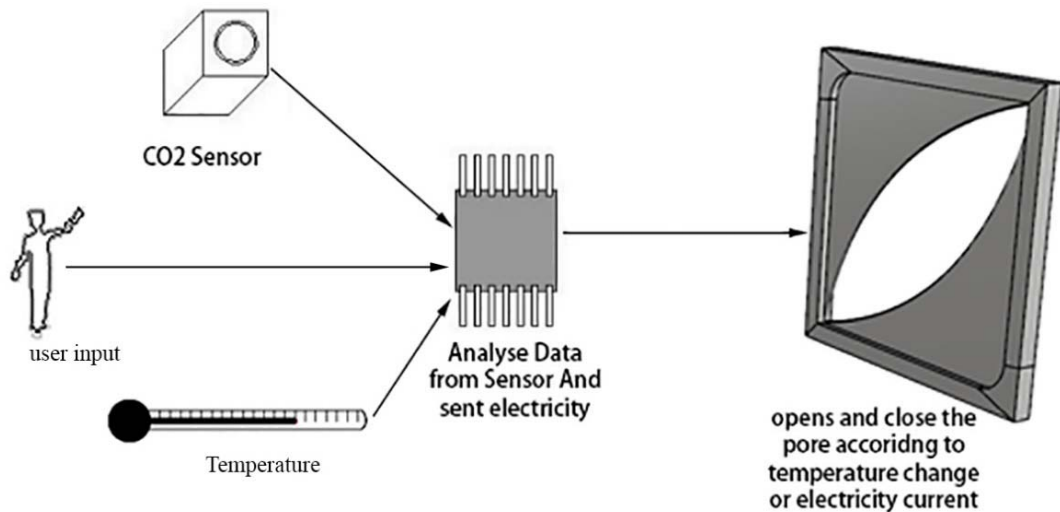 CO2 Sensor
user input
Temperature
Analyse Data
from Sensor And
sent electricity
opens and close the
pore accoridng to
temperature change
or electricity current